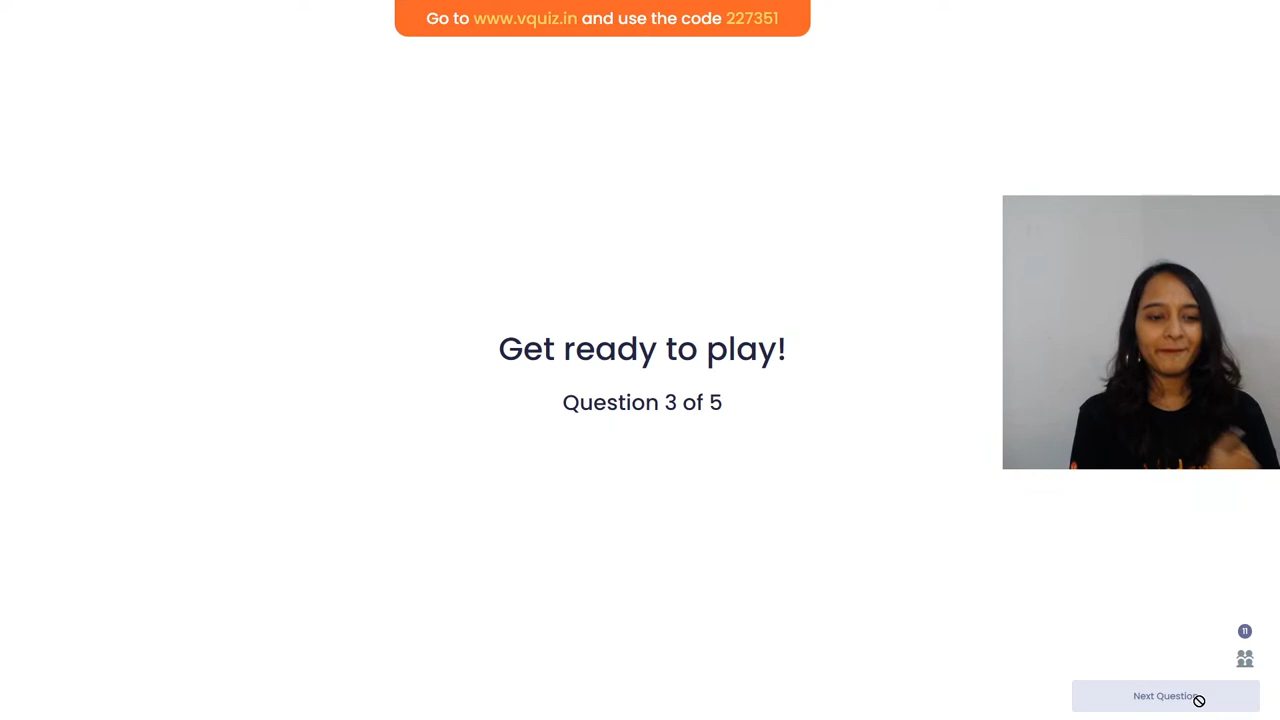 Go to www.vquiz.in and use the code 227351
Get ready to play!
Question 3 of 5
11
Next Question